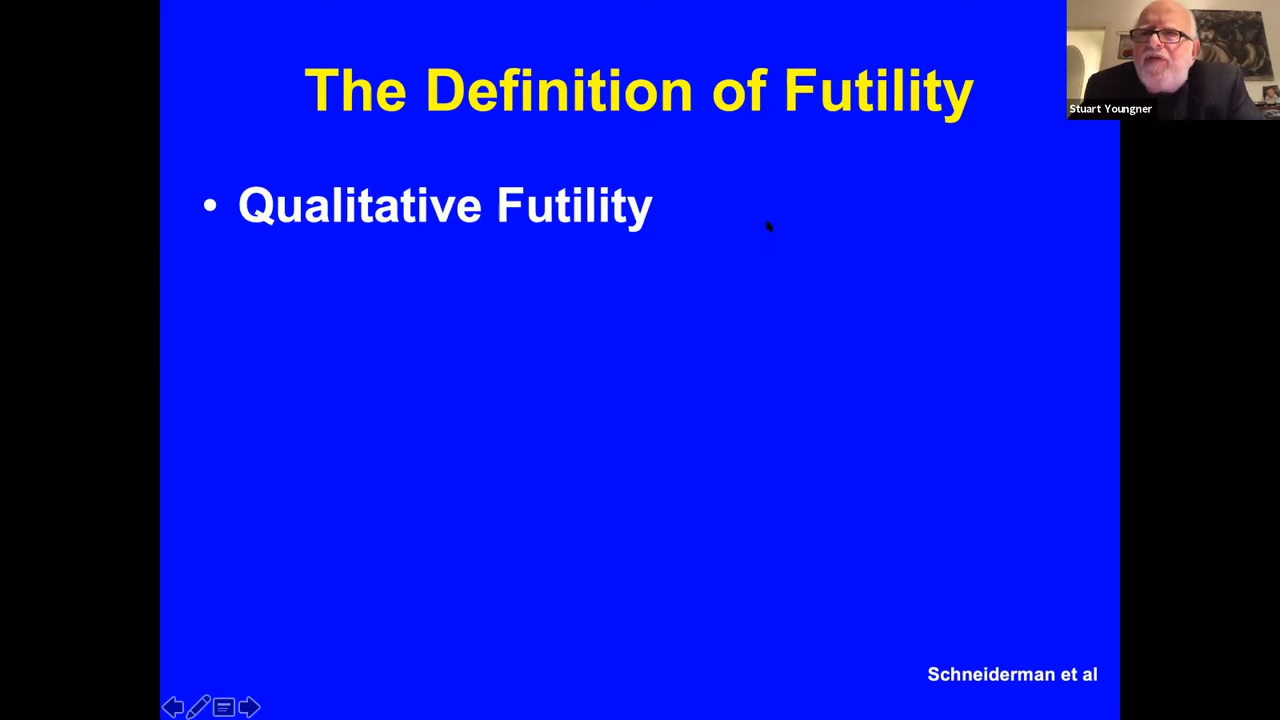 The Definition of Futility
Stuart Youngner
• Qualitative Futility
Schneiderman et al